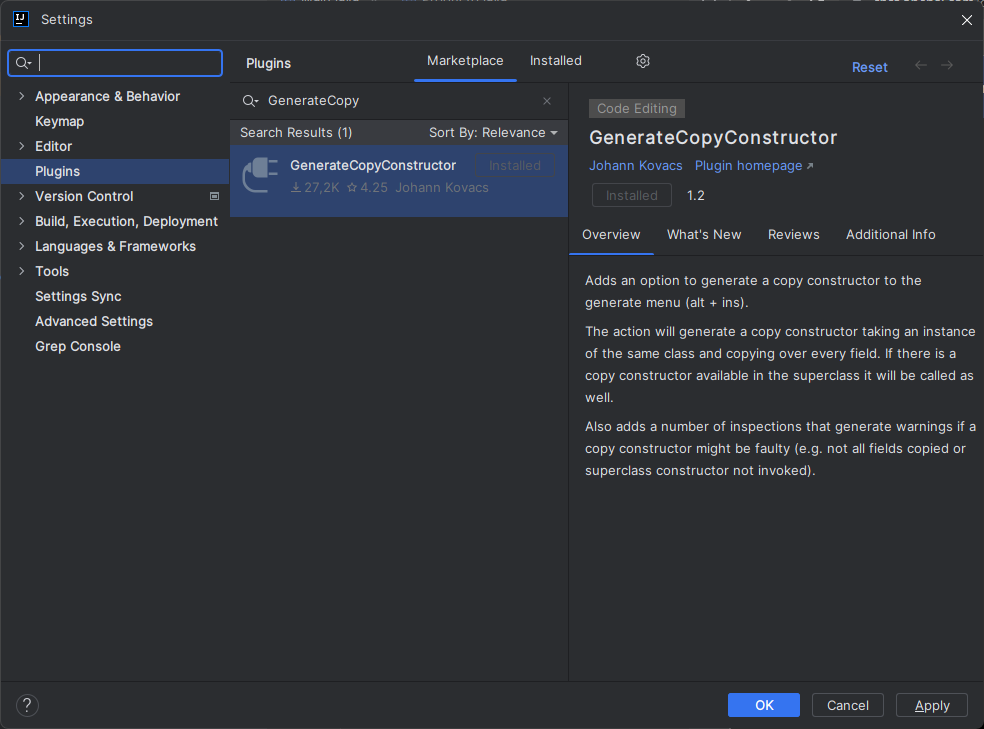 Settings
Plugins
Marketplace
Installed
Reset
Appearance & Behavior
Keymap
Editor
Plugins
Version Control
Build, Execution, Deployment
Languages & Frameworks
Tools
Settings Sync
Advanced Settings
Grep Console
GenerateCopy
Search Results (1)
Sort By: Relevance
GenerateCopyConstructor
Installed
27,2K
4.25
Johann Kovacs
Code Editing
GenerateCopyConstructor
Johann Kovacs
Plugin homepage
Installed
1.2
Overview
What's New
Reviews
Additional Info
Adds an option to generate a copy constructor to the
generate menu (alt + ins).
The action will generate a copy constructor taking an instance
of the same class and copying over every field. If there is a
copy constructor available in the superclass it will be called as
well.
Also adds a number of inspections that generate warnings if a
copy constructor might be faulty (e.g. not all fields copied or
superclass constructor not invoked).
?
OK
Cancel
Apply